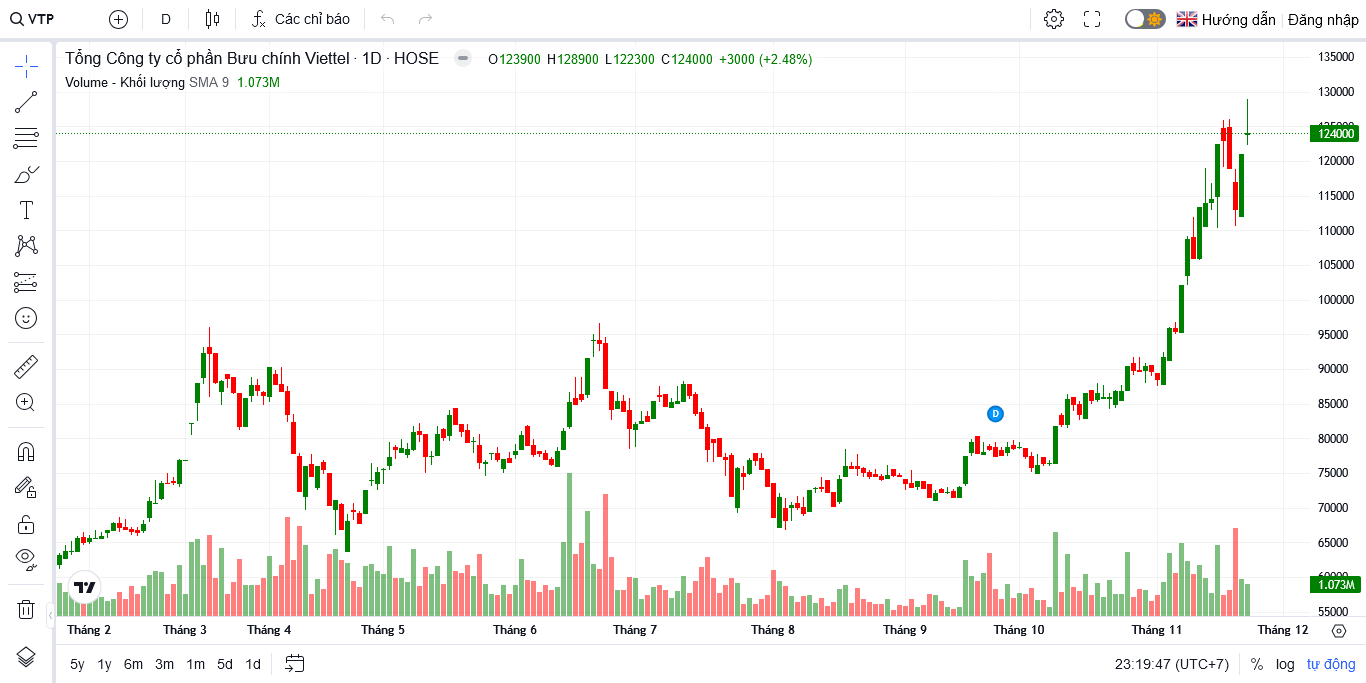 VTP D Các chỉ báo Hướng dẫn Đăng nhập
Tổng Công ty cổ phần Bưu chính Viettel · 1D · HOSE O123900 H128900 L122300 C124000 +3000 (+2.48%)
Volume - Khối lượng SMA 9 1.073M
135000
130000
125000
124000
120000
115000
110000
105000
100000
95000
90000
85000
D
80000
75000
70000
65000
60000
1.073M
55000
Tháng 2 Tháng 3 Tháng 4 Tháng 5 Tháng 6 Tháng 7 Tháng 8 Tháng 9 Tháng 10 Tháng 11 Tháng 12
5y 1y 6m 3m 1m 5d 1d 23:19:47 (UTC+7) % log tự động